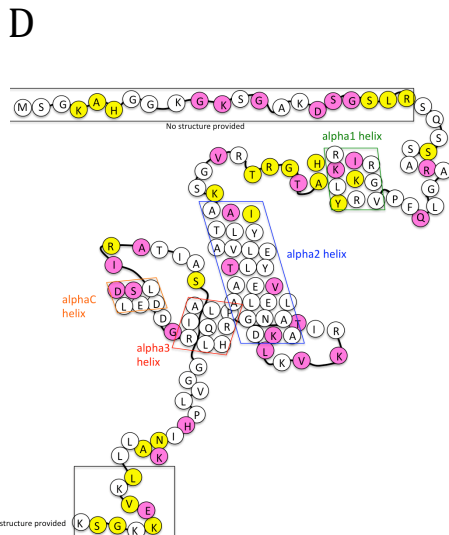 D
M S G K A H G G K G K S G A K D S G S L R S
No structure provided
Q
S
alpha1 helix
G V R T R G T A H
R I R
K
L K G
Y R V P F Q L G
S S
A R A
S K
A A I
T L Y
A V L E
T L Y
A E V
A L E L
G N A T I R
D K A
L K V K
alpha2 helix
R A T I A S
I
D S L
L E D
G
alphaC
helix
A L P
I Q R
R L H
alpha3
helix
G
G V
L P
H
I
N K
A
L
L
L
K
V E
K S G K K
structure provided